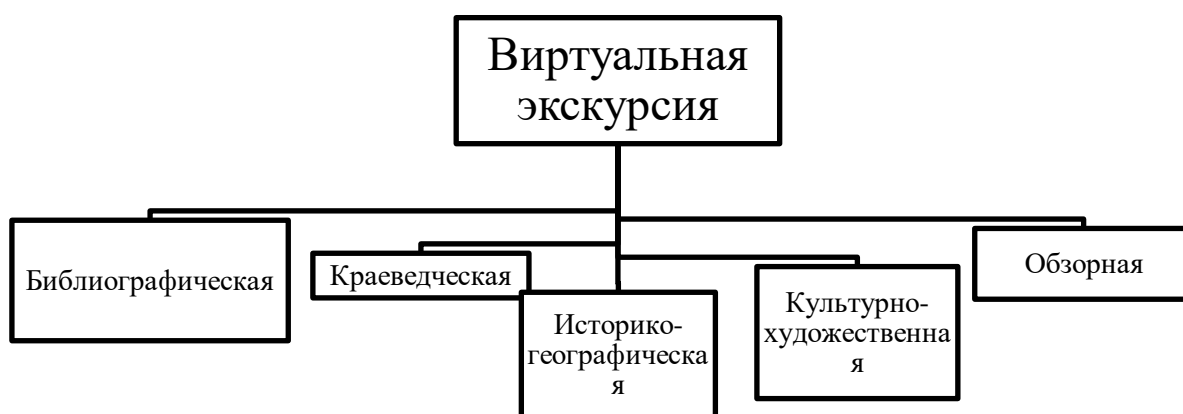 Виртуальная
экскурсия
Библиографическая
Краеведческая
Историко-
географическа
я
Культурно-
художественна
я
Обзорная